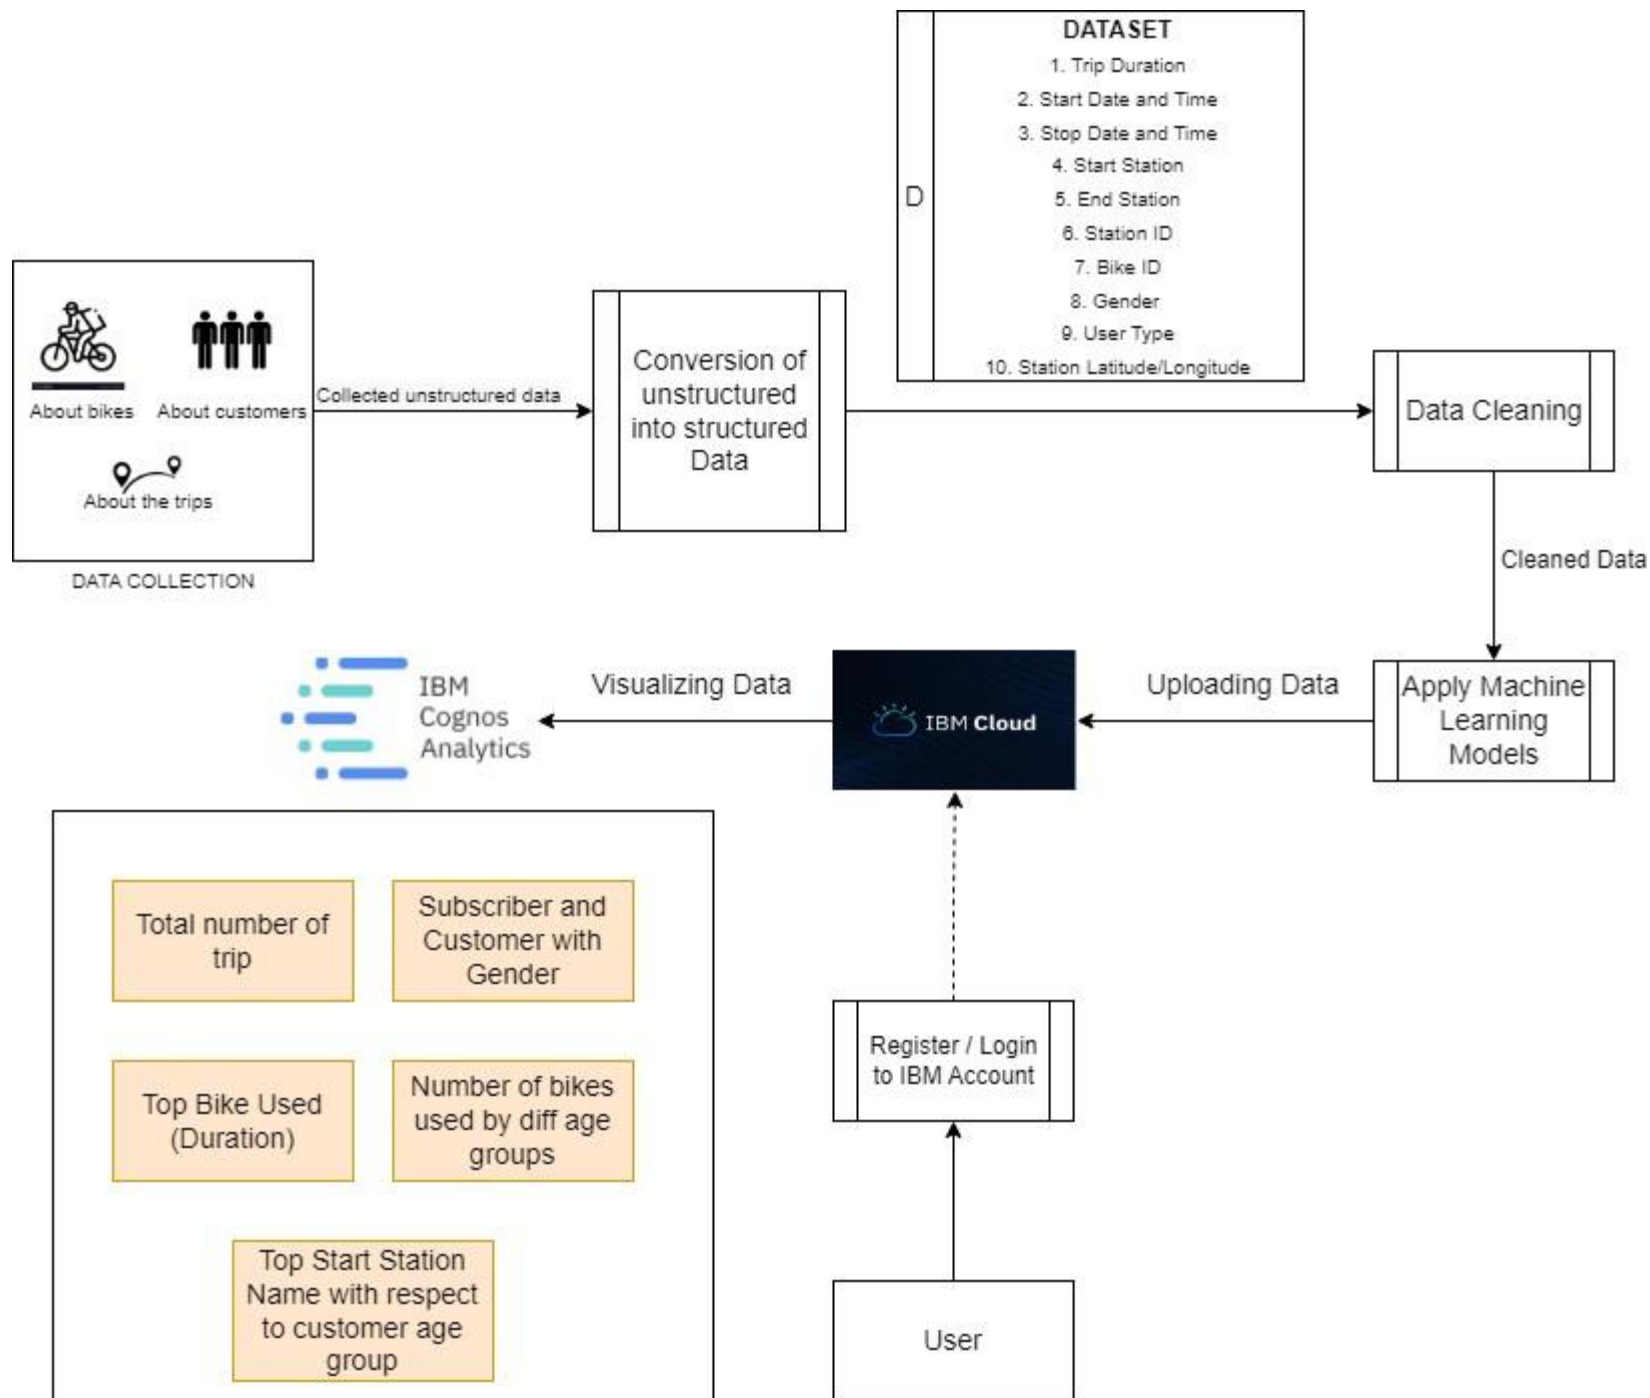 DATASET
1. Trip Duration
2. Start Date and Time
3. Stop Date and Time
4. Start Station
D
5. End Station
6. Station ID
7. Bike ID
8. Gender
9. User Type
10. Station Latitude/Longitude
About bikes
About customers
About the trips
DATA COLLECTION
Collected unstructured data
Conversion of
unstructured
into structured
Data
Data Cleaning
Cleaned Data
Apply Machine
Learning
Models
Uploading Data
IBM Cloud
Visualizing Data
IBM
Cognos
Analytics
Total number of
trip
Subscriber and
Customer with
Gender
Top Bike Used
(Duration)
Number of bikes
used by diff age
groups
Top Start Station
Name with respect
to customer age
group
Register / Login
to IBM Account
User